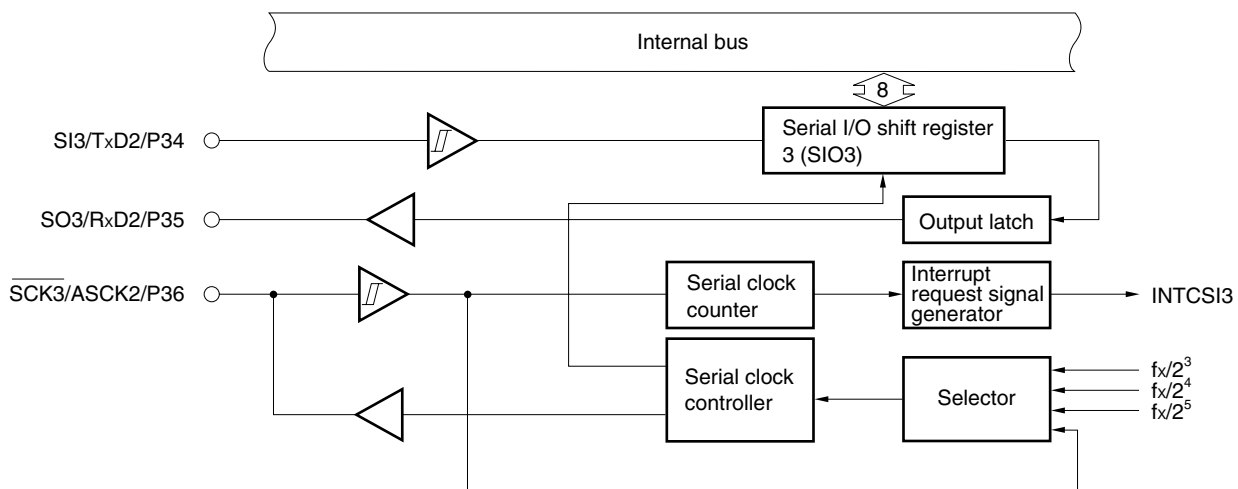 Internal bus
8
SI3/TxD2/P34
Serial I/O shift register
3 (SIO3)
SO3/RxD2/P35
Output latch
SCK3/ASCK2/P36
Serial clock
counter
Interrupt
request signal
generator
INTCSI3
Serial clock
controller
Selector
fx/2³
fx/2⁴
fx/2⁵